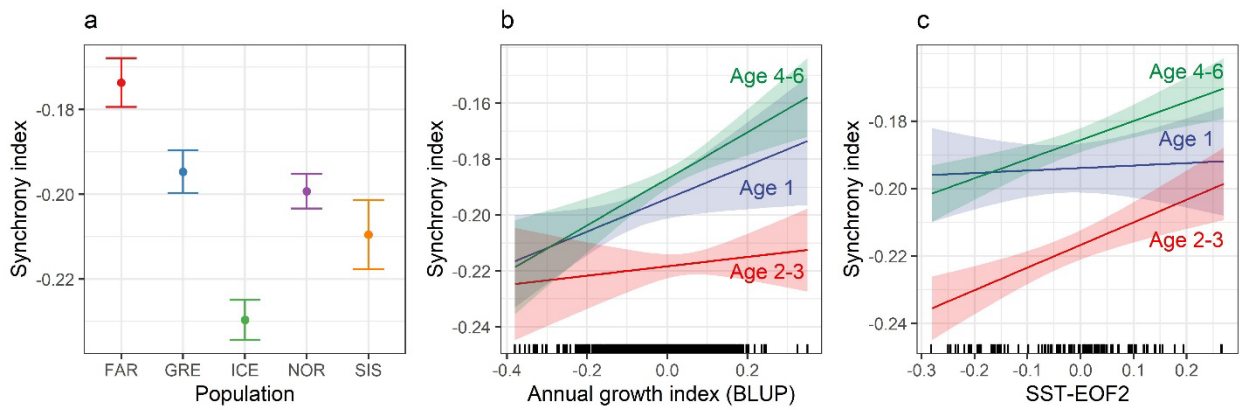 a
Synchrony index
-0.18
-0.20
-0.22
FAR GRE ICE NOR SIS
Population
b
Synchrony index
-0.16
-0.18
-0.20
-0.22
-0.24
Age 4-6
Age 1
Age 2-3
-0.4 -0.2 0.0 0.2
Annual growth index (BLUP)
c
Synchrony index
-0.18
-0.20
-0.22
-0.24
Age 4-6
Age 1
Age 2-3
-0.3 -0.2 -0.1 0.0 0.1 0.2
SST-EOF2